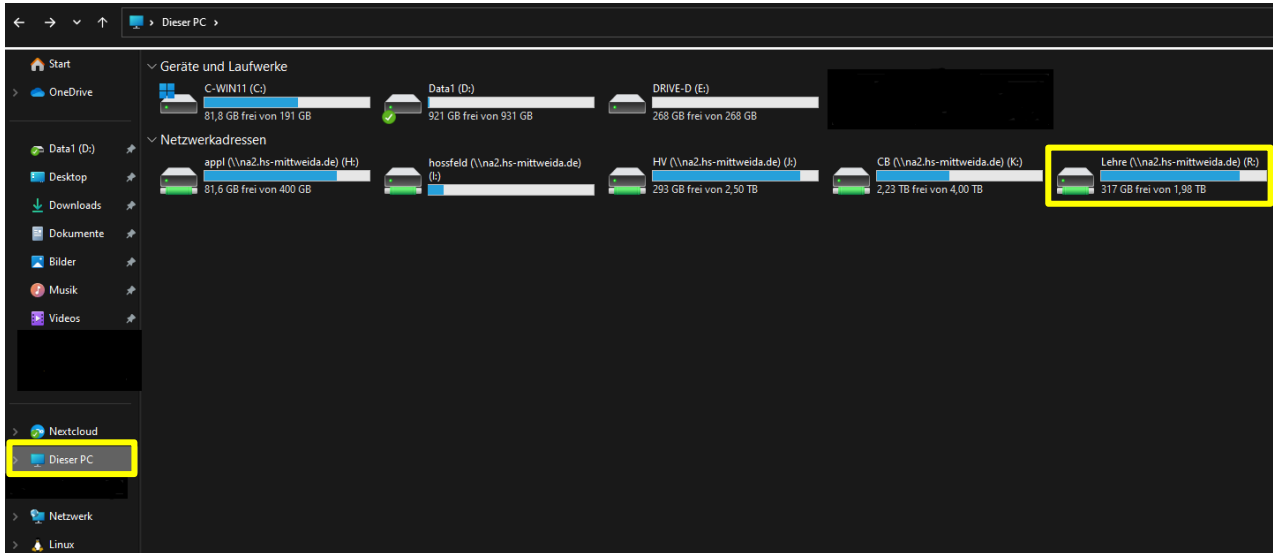 Dieser PC
Start
OneDrive
Data1 (D:)
Desktop
Downloads
Dokumente
Bilder
Musik
Videos
Nextcloud
Dieser PC
Netzwerk
Linux
Geräte und Laufwerke
C-WIN11 (C:)
81,8 GB frei von 191 GB
Data1 (D:)
921 GB frei von 931 GB
DRIVE-D (E:)
268 GB frei von 268 GB
Netzwerkadressen
appl (\\na2.hs-mittweida.de) (H:)
81,6 GB frei von 400 GB
hossfeld (\\na2.hs-mittweida.de)
(I:)
HV (\\na2.hs-mittweida.de) (J:)
293 GB frei von 2,50 TB
CB (\\na2.hs-mittweida.de) (K:)
2,23 TB frei von 4,00 TB
Lehre (\\na2.hs-mittweida.de) (R:)
317 GB frei von 1,98 TB